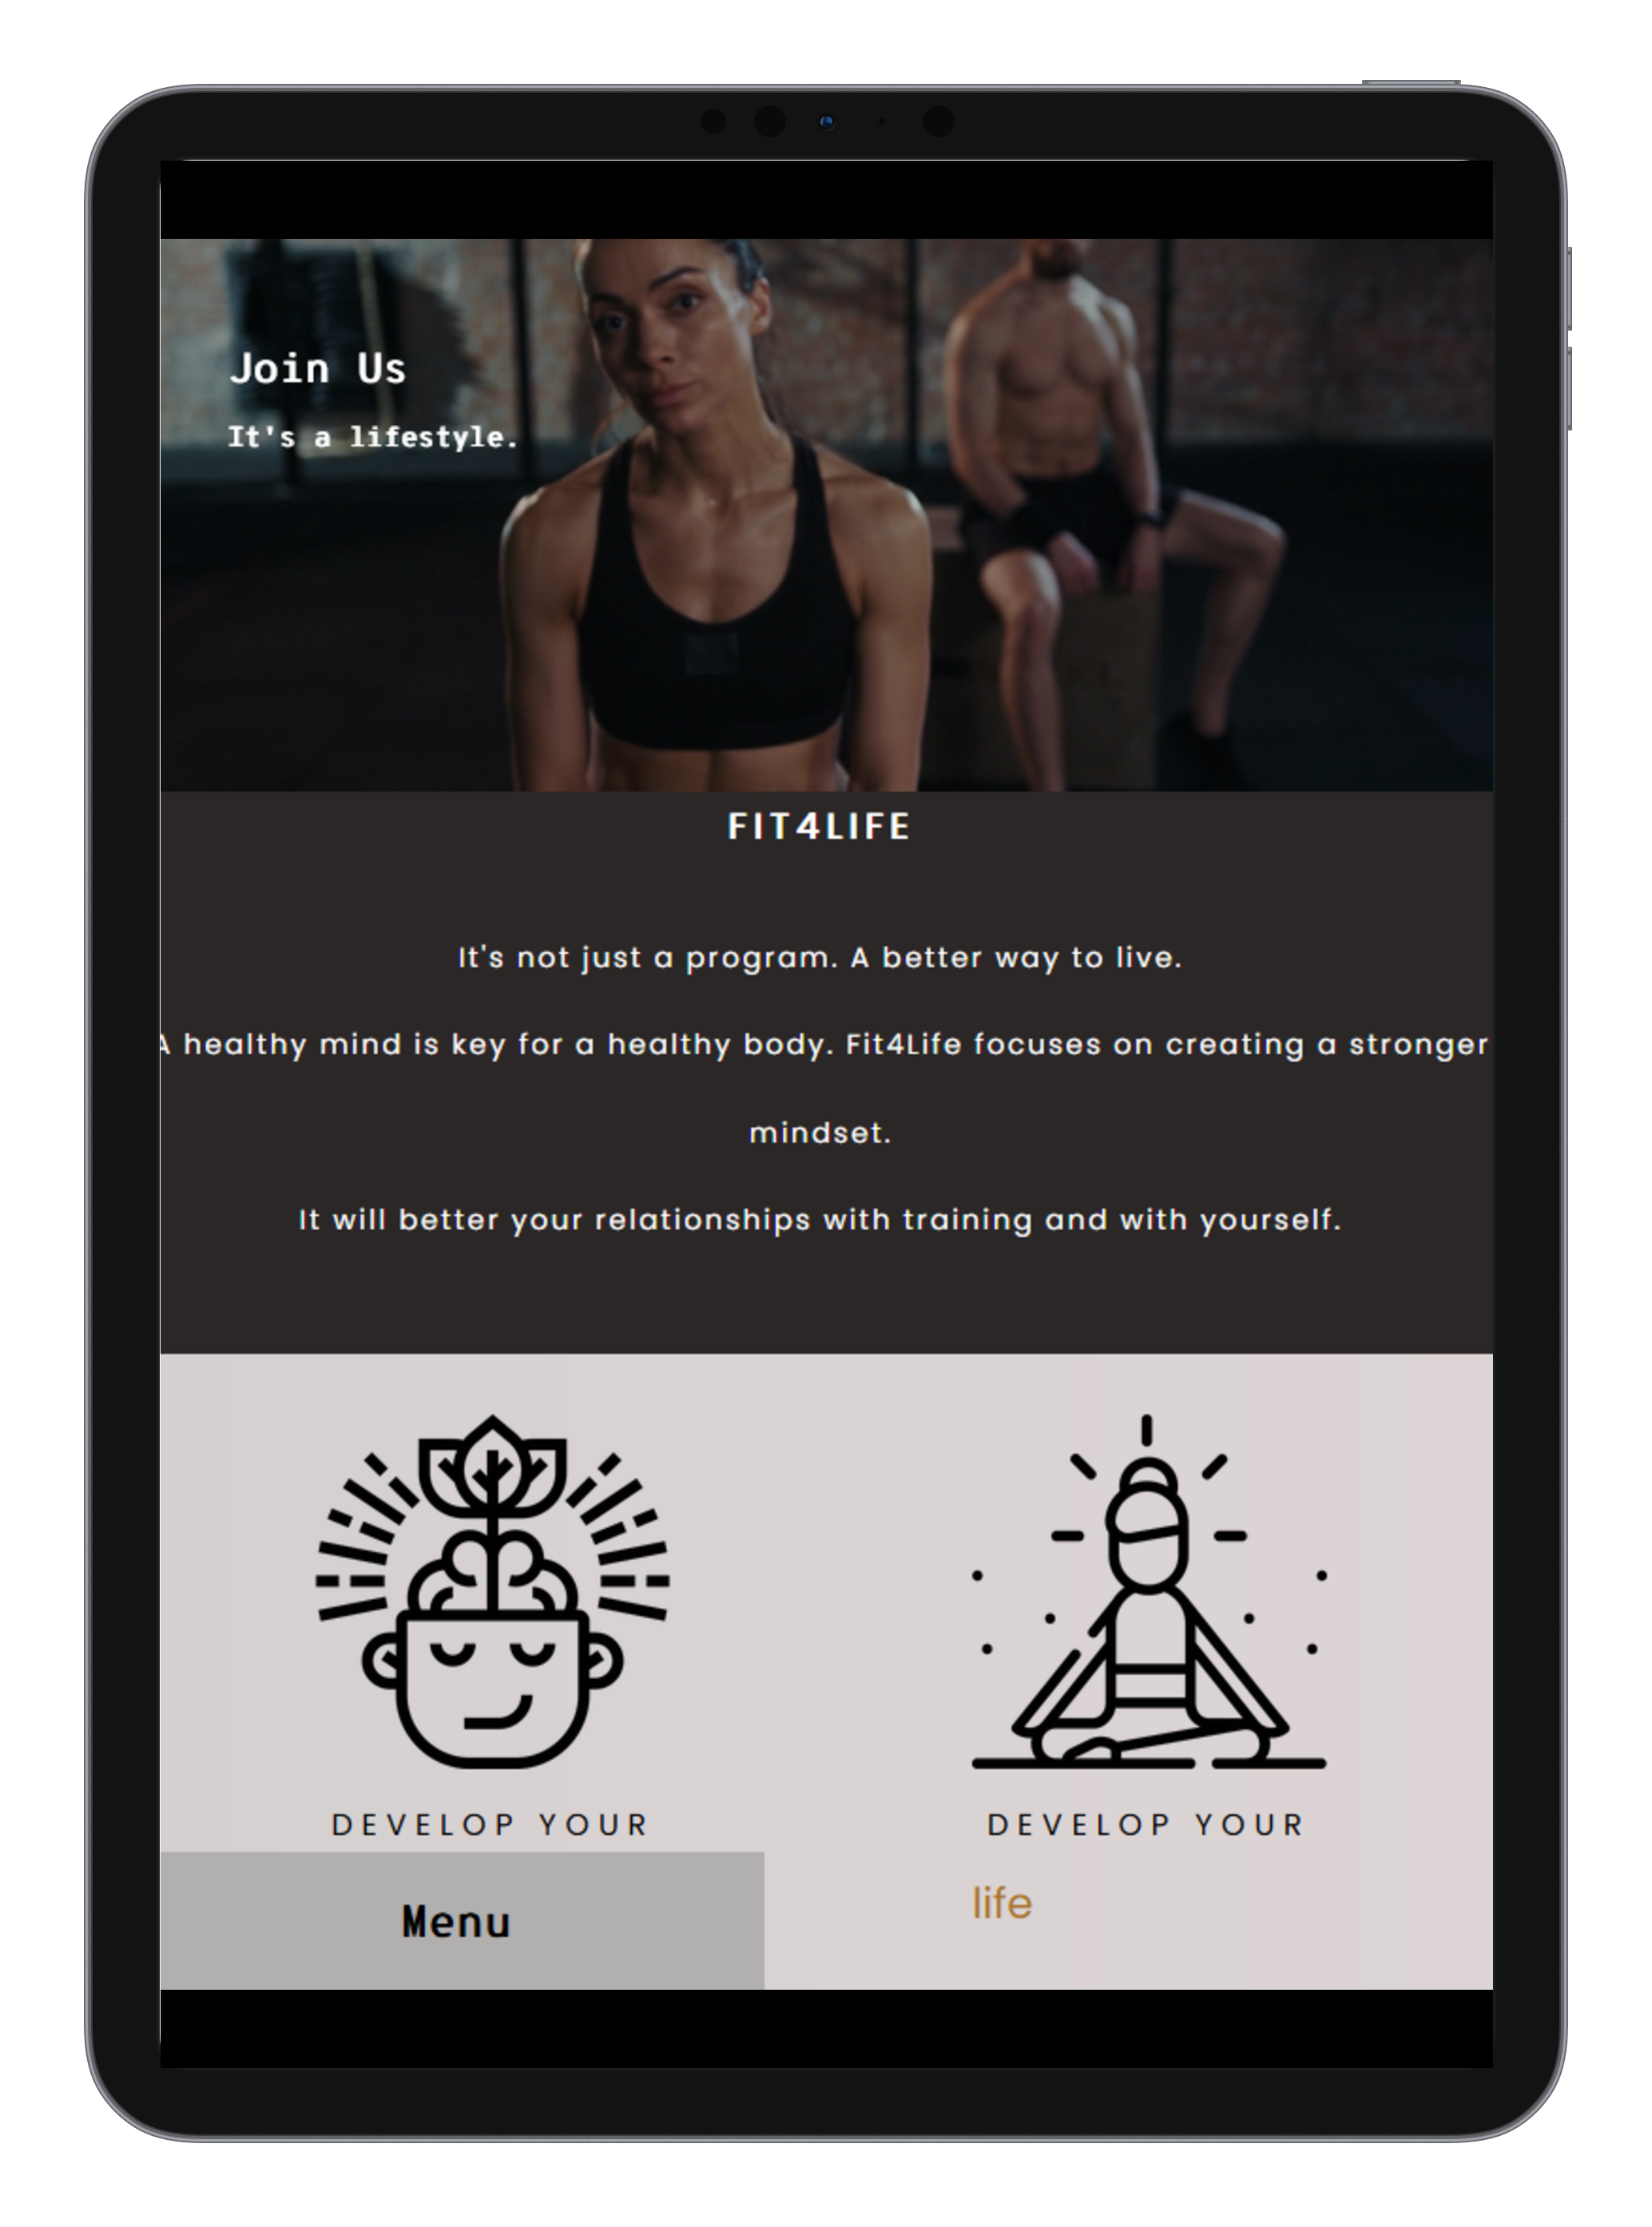 Join Us
It's a lifestyle.
FIT4LIFE
It's not just a program. A better way to live.
A healthy mind is key for a healthy body. Fit4Life focuses on creating a stronger
mindset.
It will better your relationships with training and with yourself.
DEVELOP YOUR
DEVELOP YOUR
life
Menu